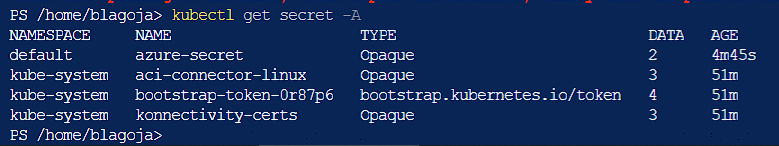 PS /home/blagoja> kubectl get secret -A
NAMESPACE NAME TYPE DATA AGE
default azure-secret Opaque 2 4m45s
kube-system aci-connector-linux Opaque 3 51m
kube-system bootstrap-token-0r87p6 bootstrap.kubernetes.io/token 4 51m
kube-system konnectivity-certs Opaque 3 51m
PS /home/blagoja>